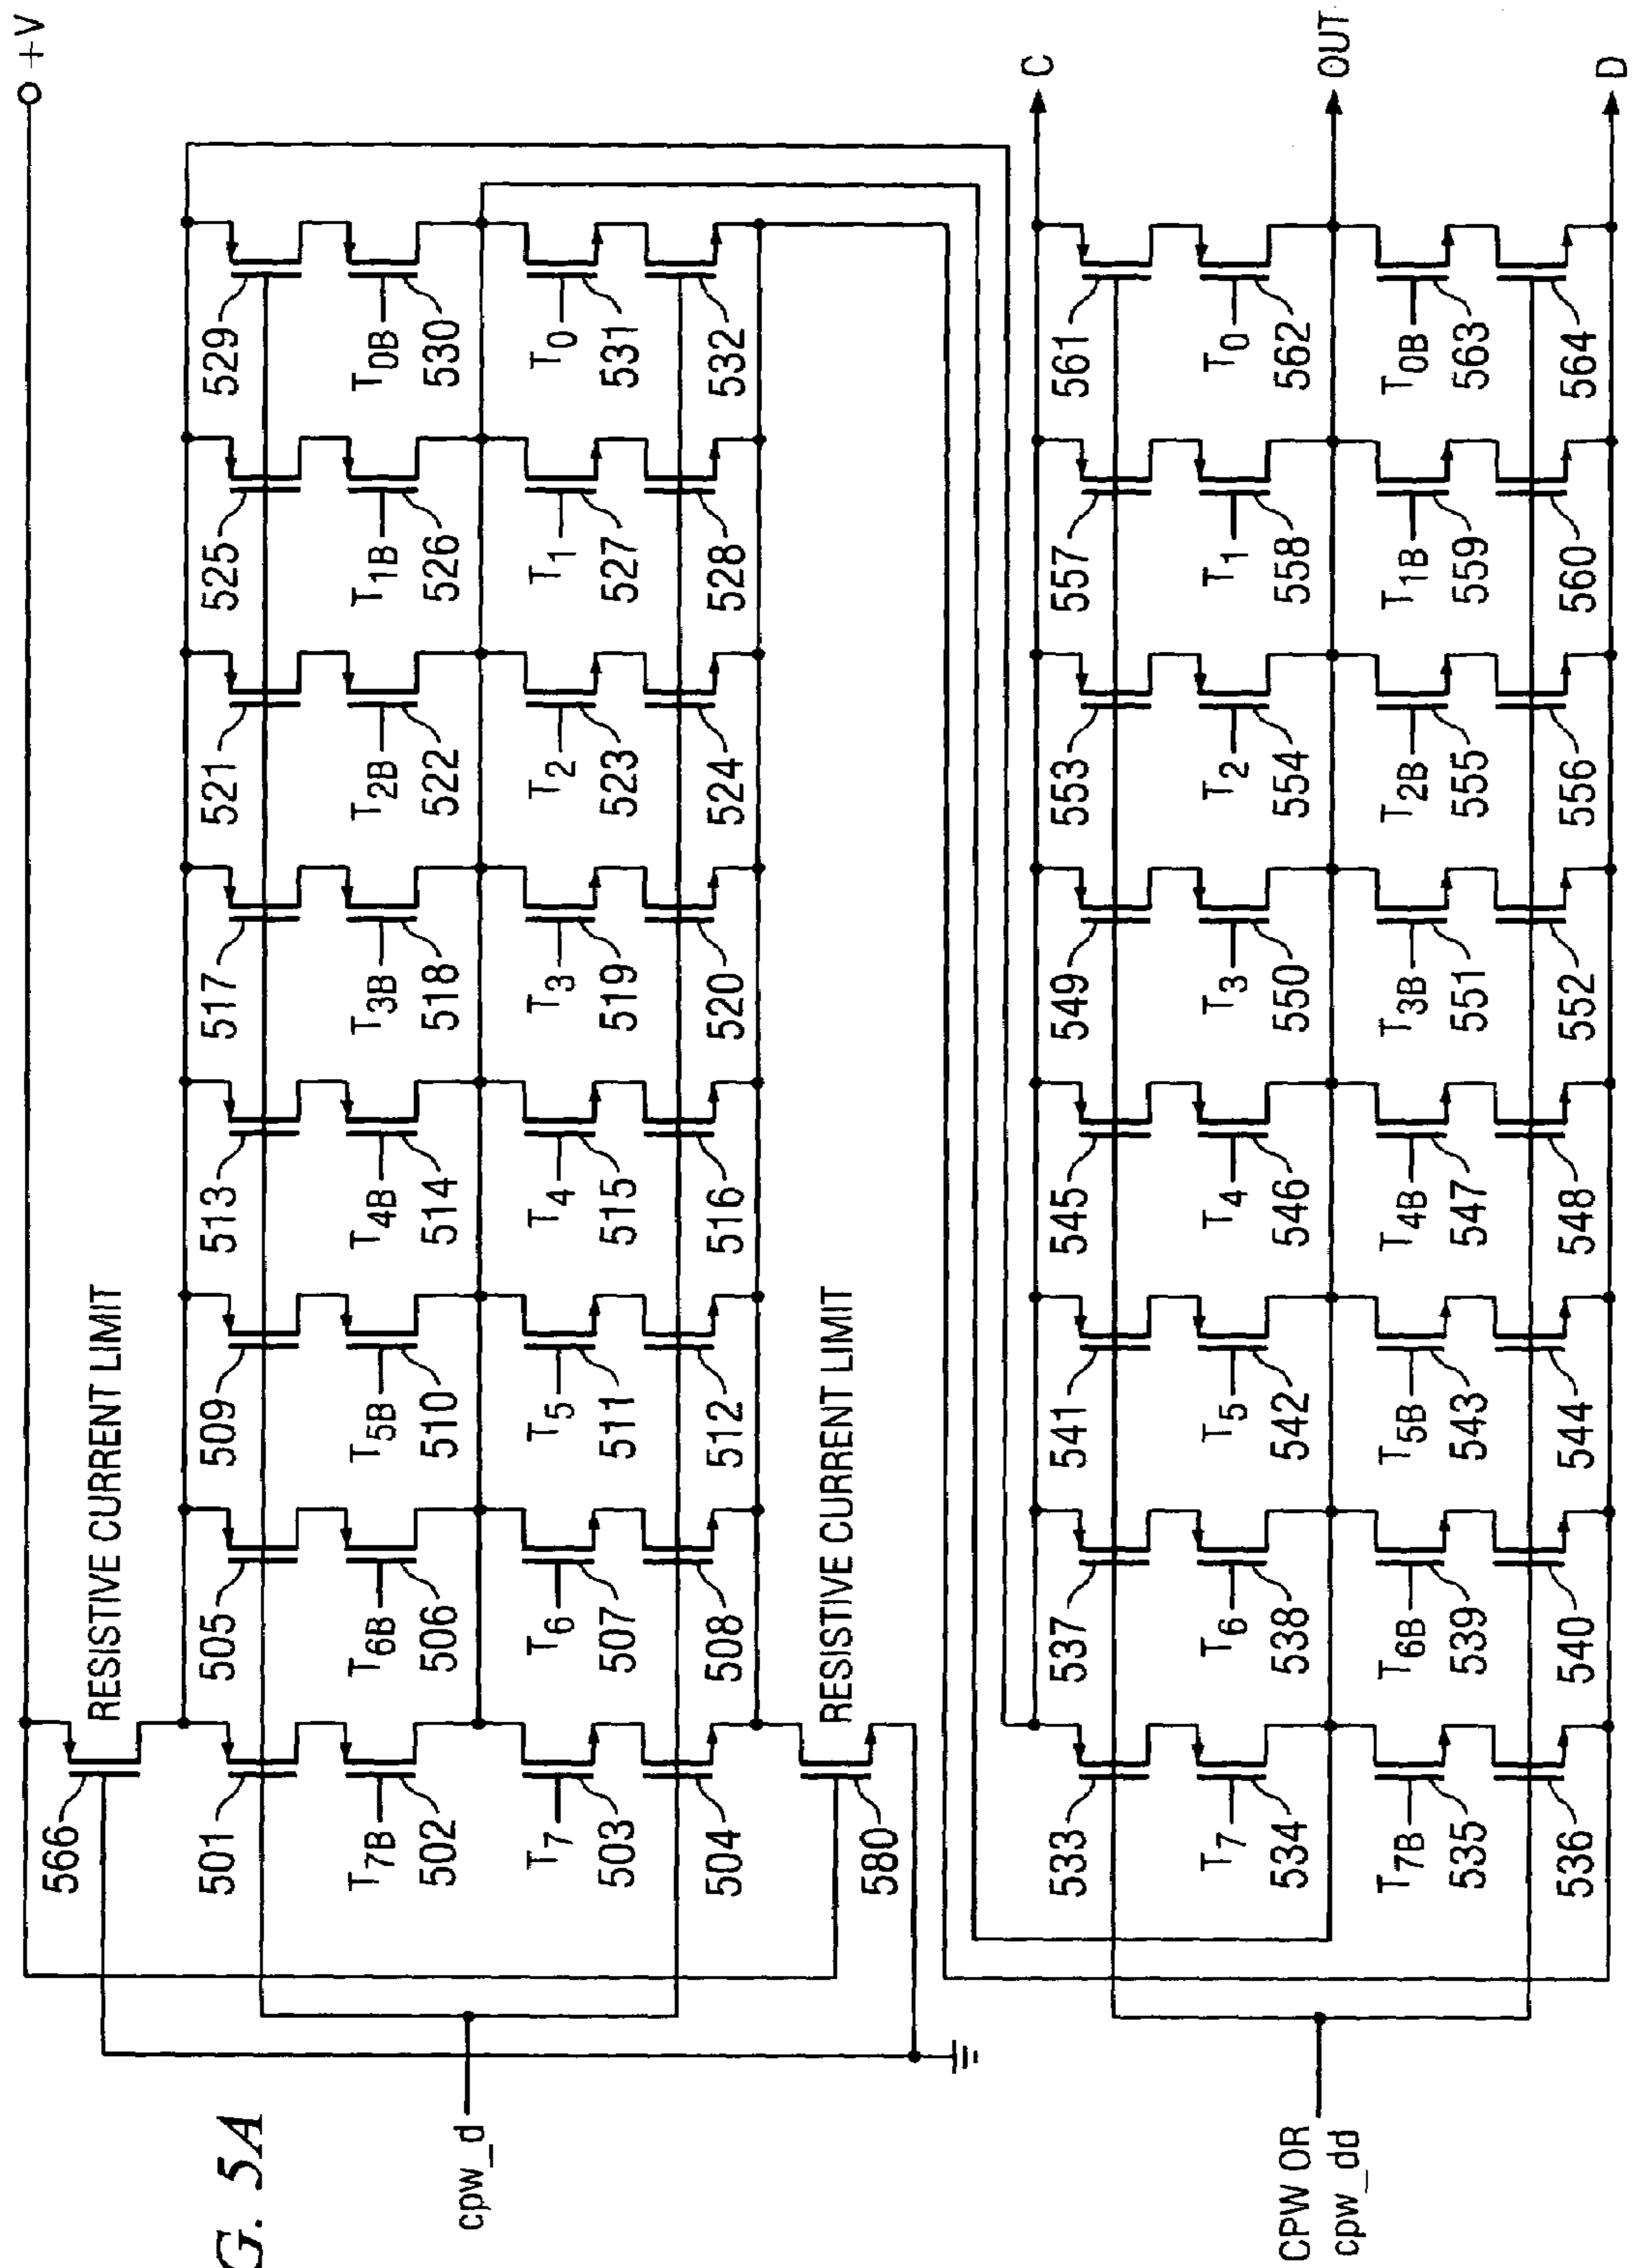 +V
RESISTIVE CURRENT LIMIT
566
501 505 509 513 517 521 525 529
T7B T6B T5B T4B T3B T2B T1B T0B
502 506 510 514 518 522 526 530
cpw_d
T7 T6 T5 T4 T3 T2 T1 T0
503 507 511 515 519 523 527 531
504 508 512 516 520 524 528 532
RESISTIVE CURRENT LIMIT
580
C
533 537 541 545 549 553 557 561
T7 T6 T5 T4 T3 T2 T1 T0
534 538 542 546 550 554 558 562
CPW OR
cpw_dd
OUT
T7B T6B T5B T4B T3B T2B T1B T0B
535 539 543 547 551 555 559 563
536 540 544 548 552 556 560 564
D
G. 5A